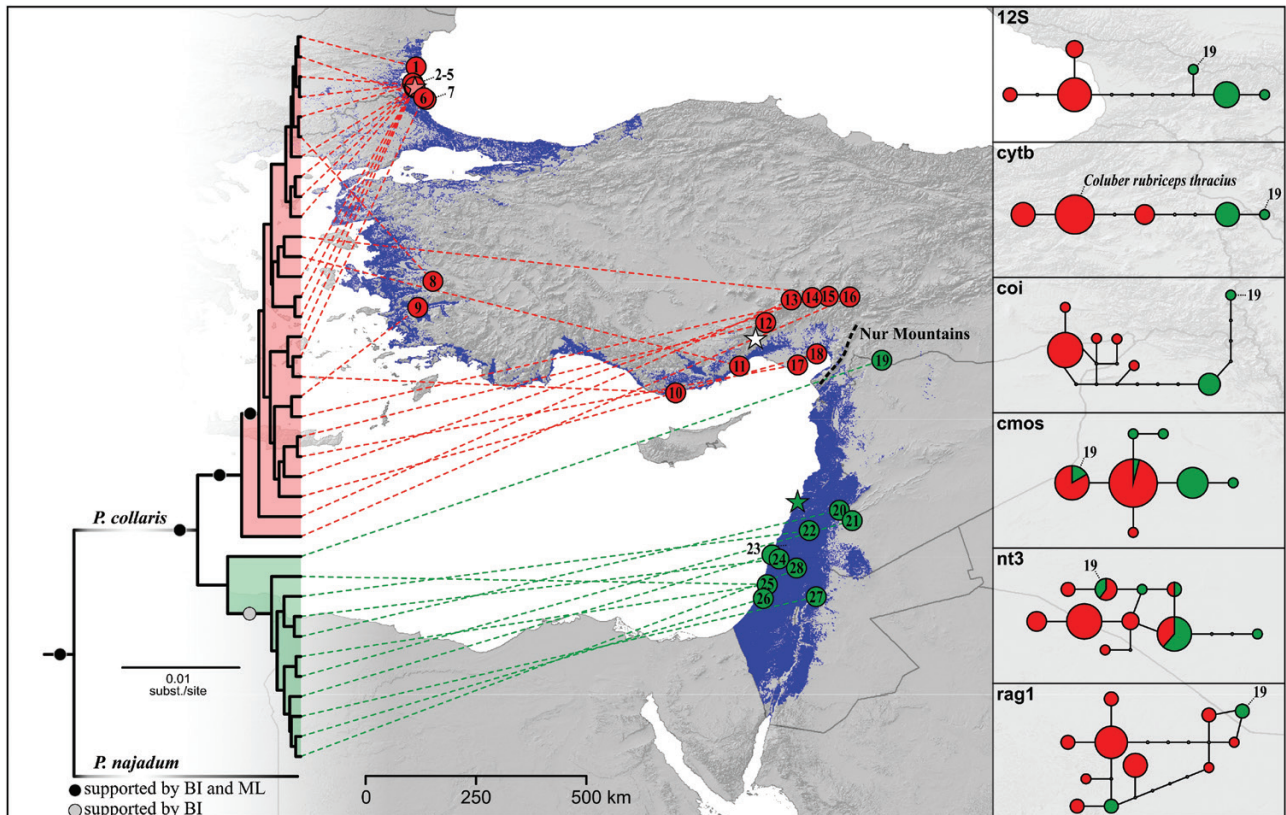 P. collaris
P. najadum
0.01
subst./site
supported by BI and ML
supported by BI
1
2-5
6
7
8
9
10
11
12
13
14
15
16
17
18
Nur Mountains
19
20
21
22
23
24
25
26
27
28
0
250
500 km
12S
19
cytb
Coluber rubriceps thracius
19
coi
19
cmos
19
nt3
19
rag1
19